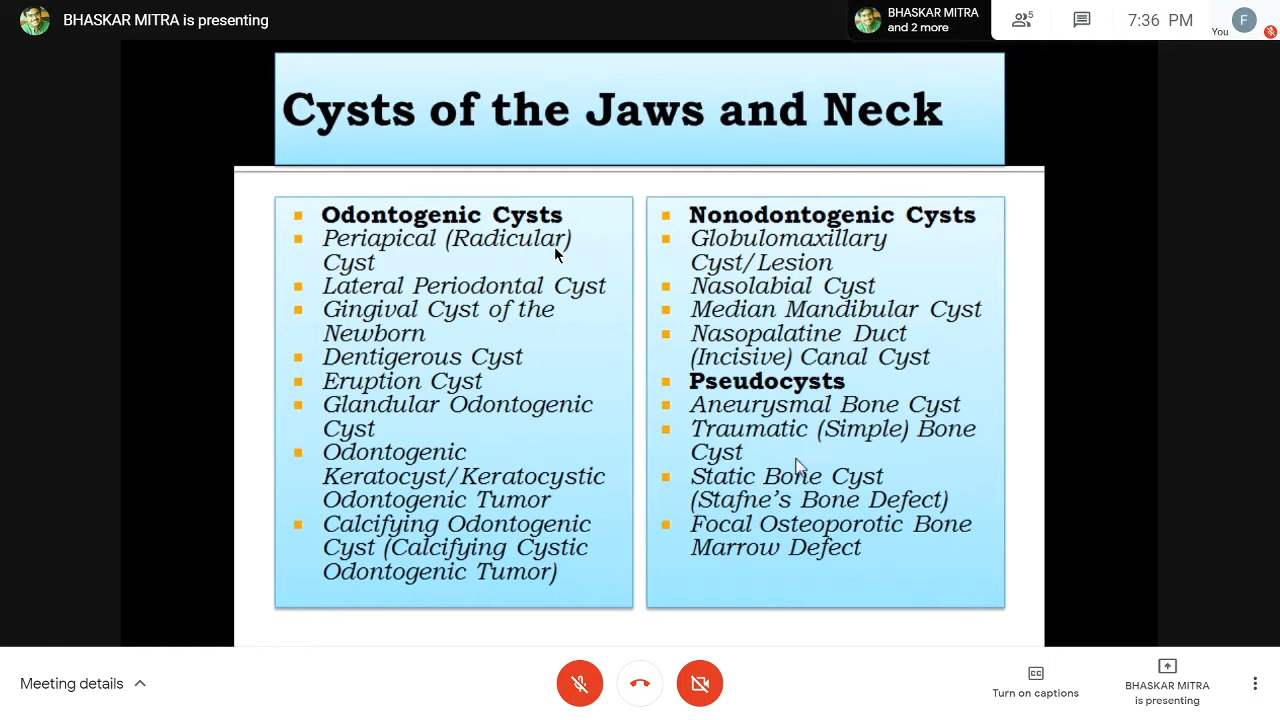 BHASKAR MITRA is presenting
BHASKAR MITRA
and 2 more
5
7:36 PM
You
F
Cysts of the Jaws and Neck
Odontogenic Cysts
Periapical (Radicular)
Cyst
Lateral Periodontal Cyst
Gingival Cyst of the
Newborn
Dentigerous Cyst
Eruption Cyst
Glandular Odontogenic
Cyst
Odontogenic
Keratocyst/Keratocystic
Odontogenic Tumor
Calcifying Odontogenic
Cyst (Calcifying Cystic
Odontogenic Tumor)
Nonodontogenic Cysts
Globulomaxillary
Cyst/Lesion
Nasolabial Cyst
Median Mandibular Cyst
Nasopalatine Duct
(Incisive) Canal Cyst
Pseudocysts
Aneurysmal Bone Cyst
Traumatic (Simple) Bone
Cyst
Static Bone Cyst
(Stafne's Bone Defect)
Focal Osteoporotic Bone
Marrow Defect
Meeting details
CC
Turn on captions
BHASKAR MITRA
is presenting